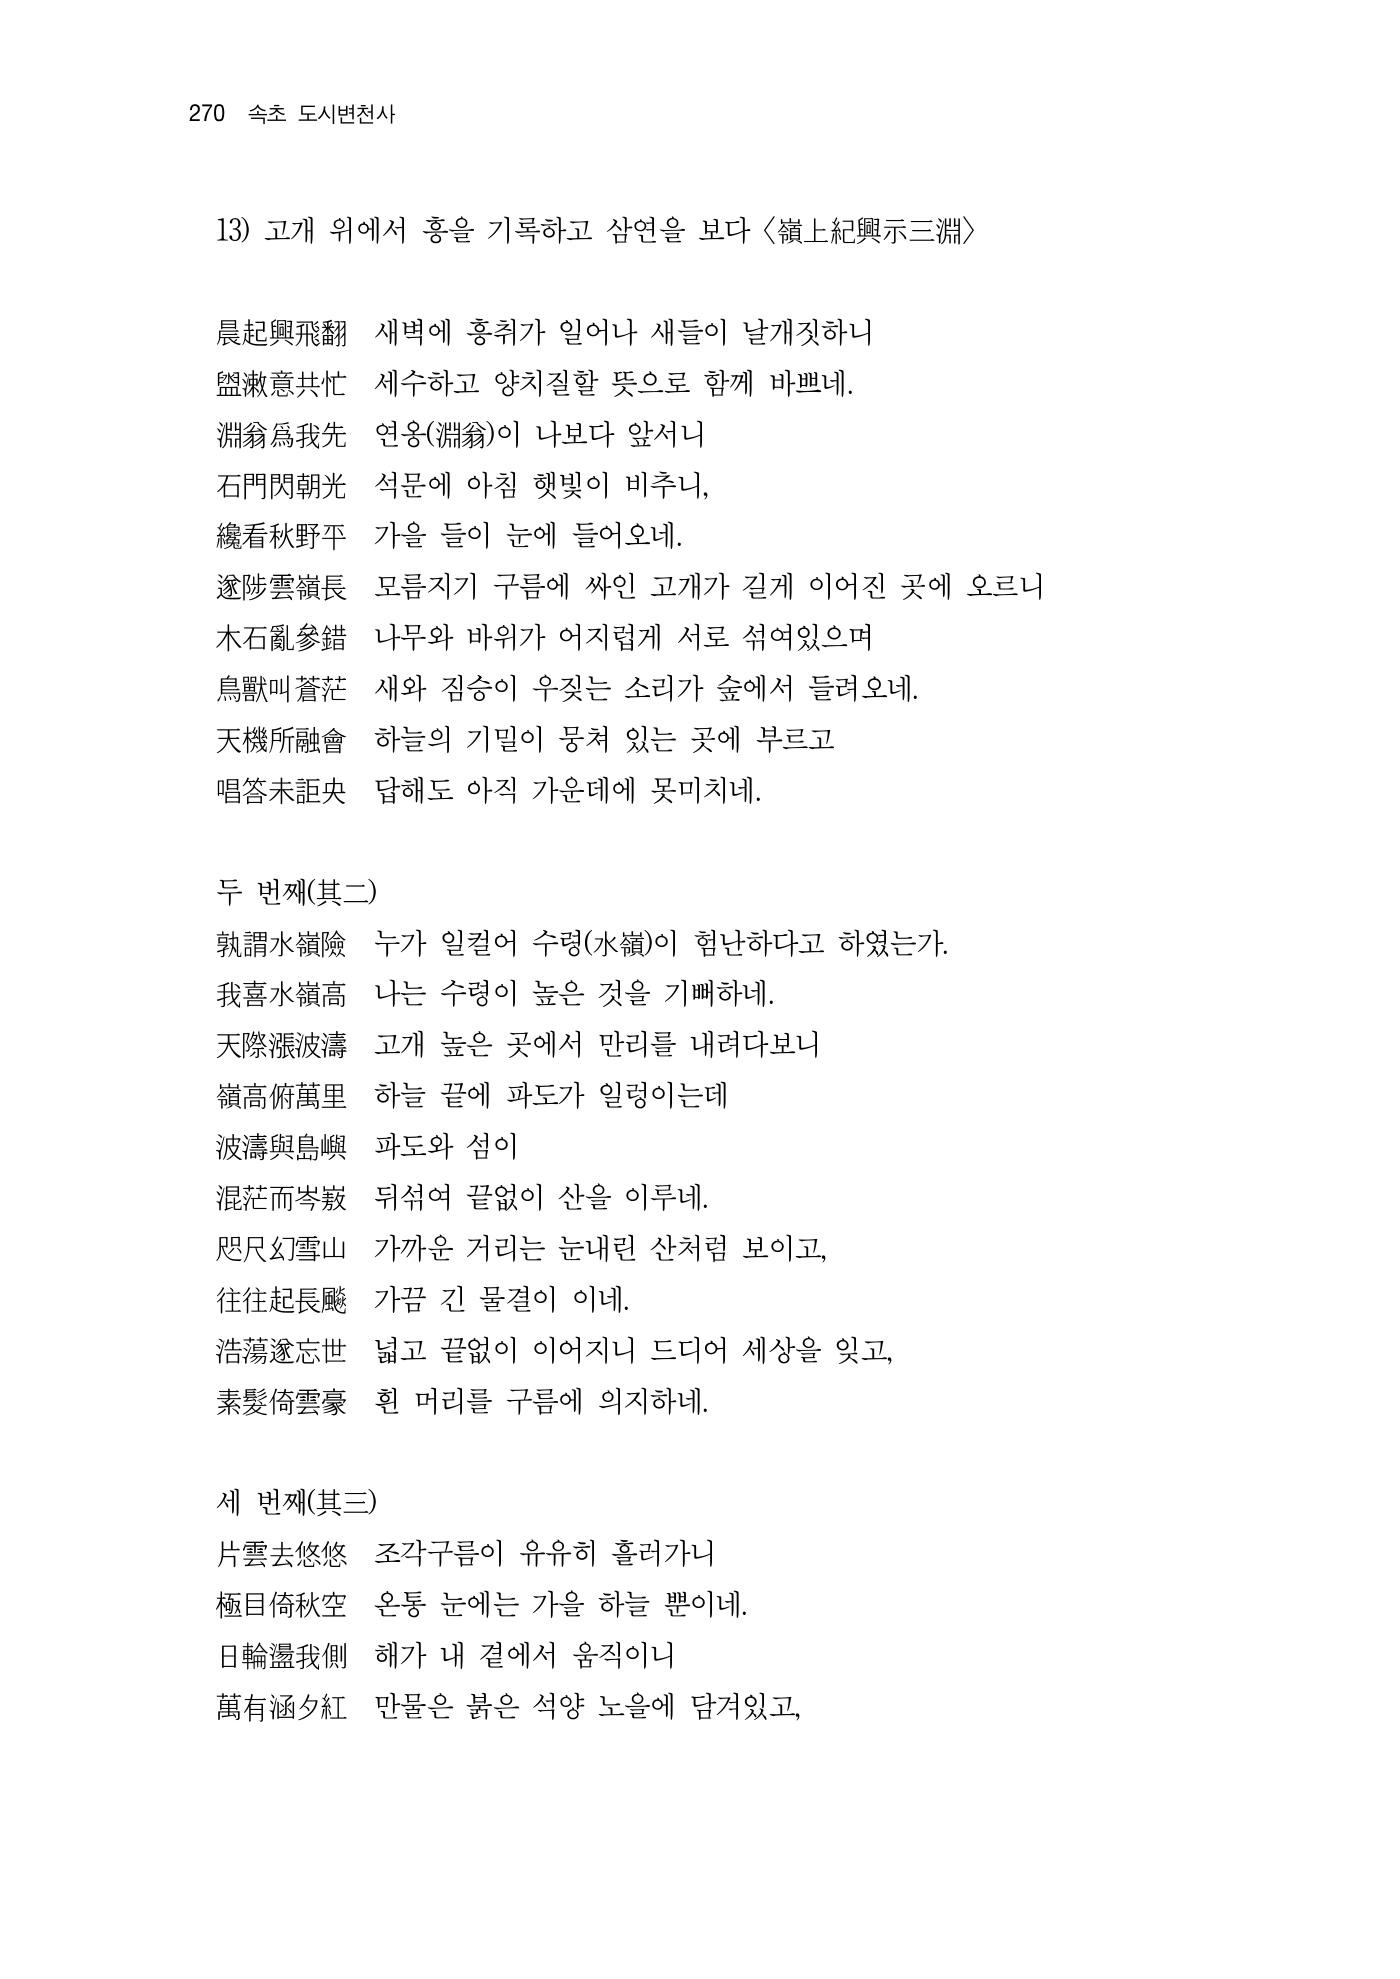 270 속초 도시변천사
13) 고개 위에서 흥을 기록하고 삼연을 보다〈嶺上紀興示三淵〉
晨起興飛翻 새벽에 흥취가 일어나 새들이 날개짓하니
盥潄意共忙 세수하고 양치질할 뜻으로 함께 바쁘네.
淵翁爲我先 연옹(淵翁)이 나보다 앞서니
石門閃朝光 석문에 아침 햇빛이 비추니,
纔看秋野平 가을 들이 눈에 들어오네.
遂陟雲嶺長 모름지기 구름에 싸인 고개가 길게 이어진 곳에 오르니
木石亂參錯 나무와 바위가 어지럽게 서로 섞여있으며
鳥獸叫蒼茫 새와 짐승이 우짖는 소리가 숲에서 들려오네.
天機所融會 하늘의 기밀이 뭉쳐 있는 곳에 부르고
唱答未詎央 답해도 아직 가운데에 못미치네.
두 번째(其二)
孰謂水嶺險 누가 일컬어 수령(水嶺)이 험난하다고 하였는가.
我喜水嶺高 나는 수령이 높은 것을 기뻐하네.
天際漲波濤 고개 높은 곳에서 만리를 내려다보니
嶺高俯萬里 하늘 끝에 파도가 일렁이는데
波濤與島嶼 파도와 섬이
混茫而岑嶅 뒤섞여 끝없이 산을 이루네.
咫尺幻雪山 가까운 거리는 눈내린 산처럼 보이고,
往往起長飈 가끔 긴 물결이 이네.
浩蕩遂忘世 넓고 끝없이 이어지니 드디어 세상을 잊고,
素髮倚雲豪 흰 머리를 구름에 의지하네.
세 번째(其三)
片雲去悠悠 조각구름이 유유히 흘러가니
極目倚秋空 온통 눈에는 가을 하늘 뿐이네.
日輪盪我側 해가 내 곁에서 움직이니
萬有涵夕紅 만물은 붉은 석양 노을에 담겨있고,